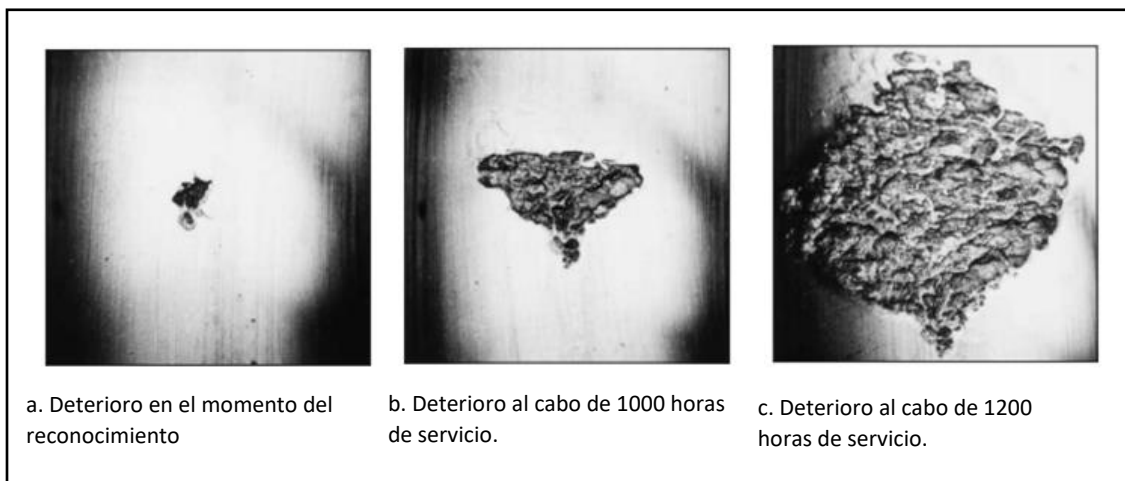 a. Deterioro en el momento del
reconocimiento
b. Deterioro al cabo de 1000 horas
de servicio.
c. Deterioro al cabo de 1200
horas de servicio.